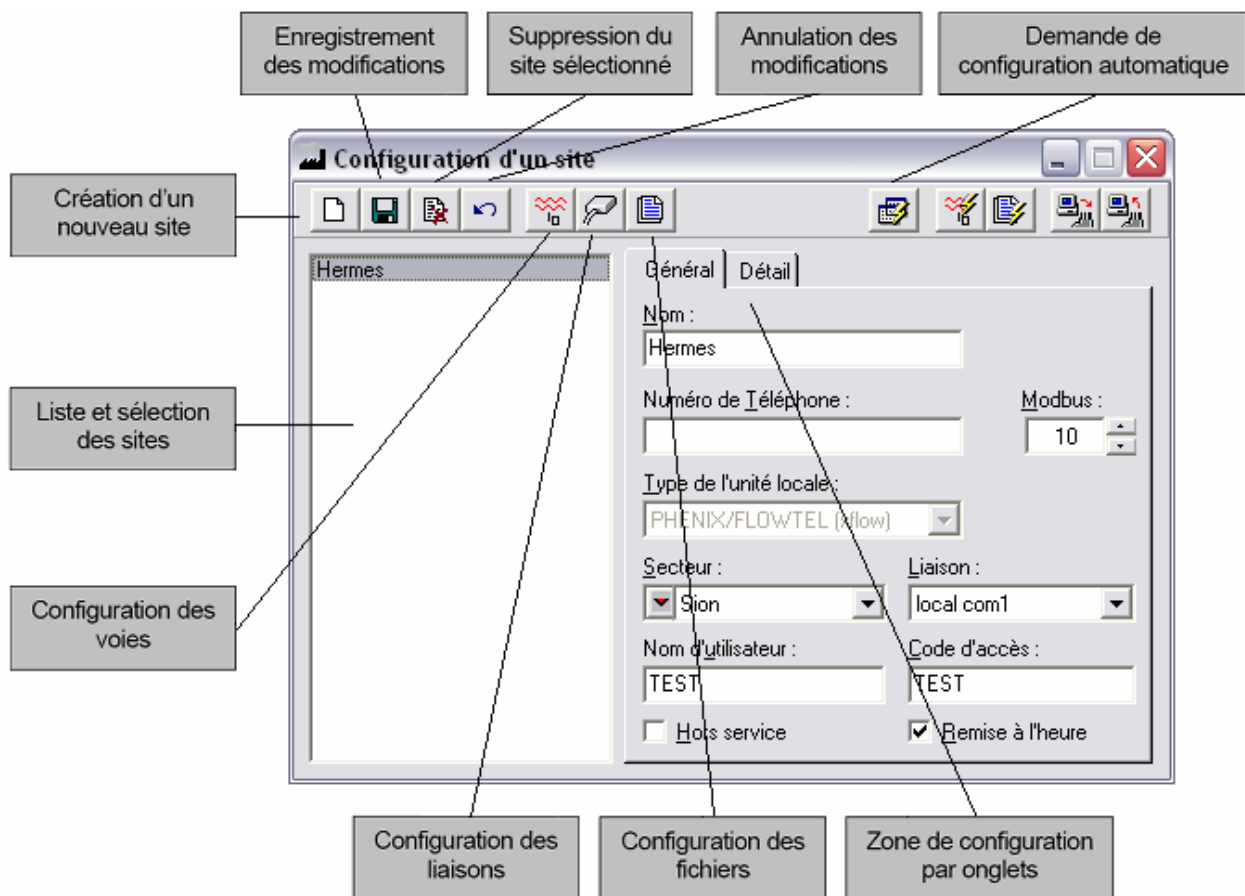 Enregistrement
des modifications
Suppression du
site sélectionné
Annulation des
modifications
Demande de
configuration automatique
Configuration d'un site
Création d'un
nouveau site
Hermes
Général
Détail
Nom :
Hermes
Numéro de Téléphone :
Modbus :
10
Liste et sélection
des sites
Type de l'unité locale :
PHENIX/FLOWTEL (xflow)
Secteur :
Liaison :
Sion
local com1
Configuration des
voies
Nom d'utilisateur :
Code d'accès :
TEST
TEST
Hors service
Remise à l'heure
Configuration des
liaisons
Configuration des
fichiers
Zone de configuration
par onglets